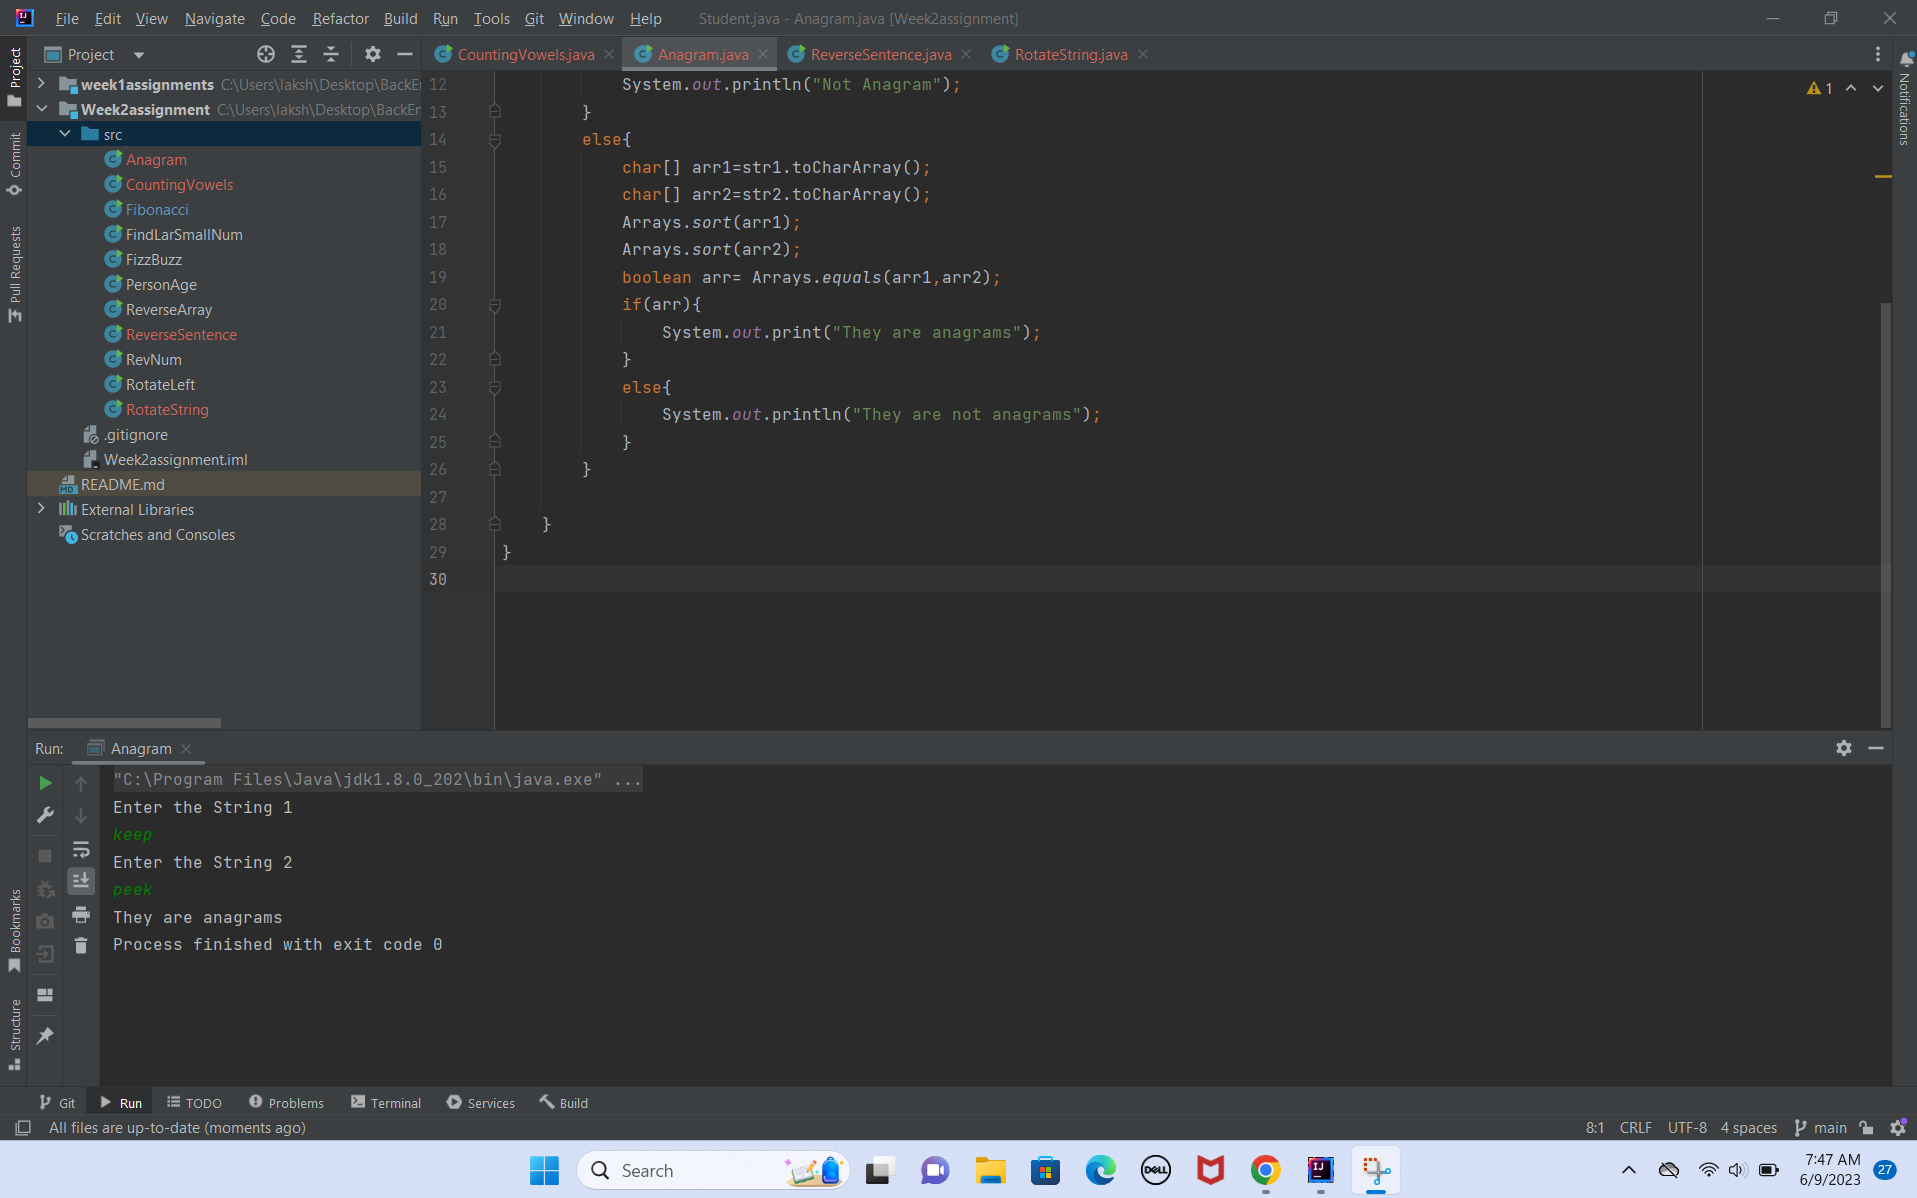 File Edit View Navigate Code Refactor Build Run Tools Git Window Help Student.java - Anagram.java [Week2assignment]
Project
CountingVowels.java Anagram.java ReverseSentence.java RotateString.java
week1assignments C:\Users\laksh\Desktop\BackEn
Week2assignment C:\Users\laksh\Desktop\BackEn
src
Anagram
CountingVowels
Fibonacci
FindLarSmallNum
FizzBuzz
PersonAge
ReverseArray
ReverseSentence
RevNum
RotateLeft
RotateString
.gitignore
Week2assignment.iml
README.md
External Libraries
Scratches and Consoles
Project
Commit
Pull Requests
Bookmarks
Structure
Notifications
1
12 System.out.println("Not Anagram");
13 }
14 else{
15 char[] arr1=str1.toCharArray();
16 char[] arr2=str2.toCharArray();
17 Arrays.sort(arr1);
18 Arrays.sort(arr2);
19 boolean arr= Arrays.equals(arr1,arr2);
20 if(arr){
21 System.out.print("They are anagrams");
22 }
23 else{
24 System.out.println("They are not anagrams");
25 }
26 }
27
28 }
29 }
30
Run: Anagram
"C:\Program Files\Java\jdk1.8.0_202\bin\java.exe" ...
Enter the String 1
keep
Enter the String 2
peek
They are anagrams
Process finished with exit code 0
Git Run TODO Problems Terminal Services Build
All files are up-to-date (moments ago) 8:1 CRLF UTF-8 4 spaces main
Search
DELL
IJ
7:47 AM
6/9/2023
27